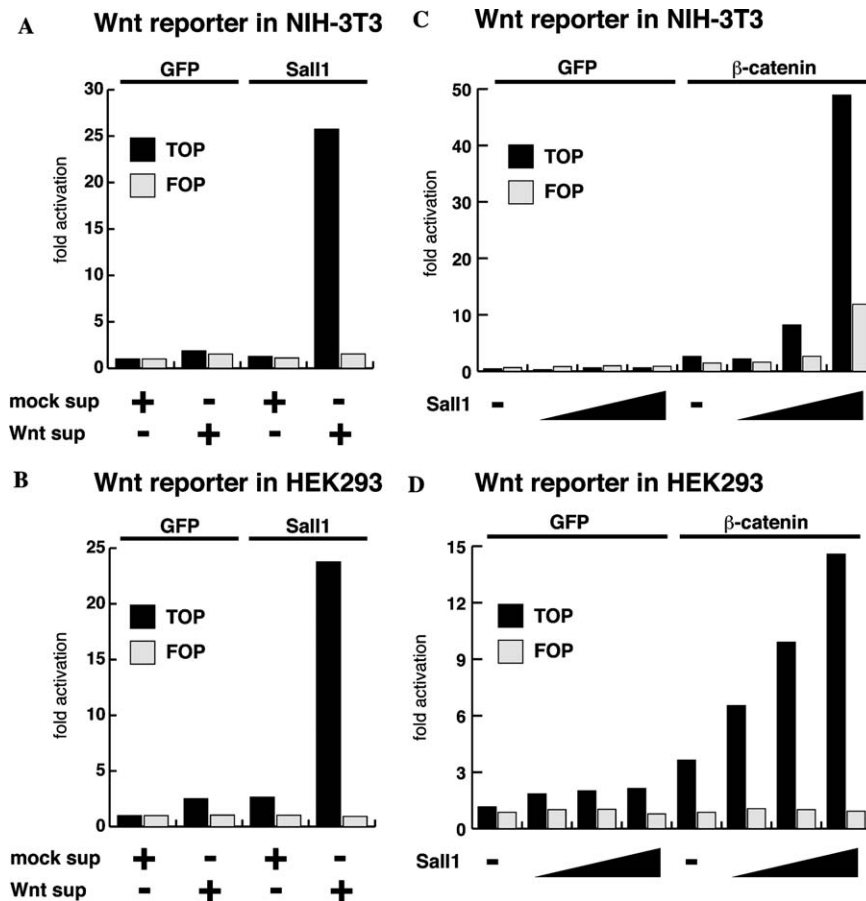 A Wnt reporter in NIH-3T3
GFP Sall1
30
25
20
15
10
5
0
fold activation
TOP
FOP
mock sup + - + -
Wnt sup - + - +
B Wnt reporter in HEK293
GFP Sall1
25
20
15
10
5
0
fold activation
TOP
FOP
mock sup + - + -
Wnt sup - + - +
C Wnt reporter in NIH-3T3
GFP β-catenin
50
40
30
20
10
0
fold activation
TOP
FOP
Sall1 - -
D Wnt reporter in HEK293
GFP β-catenin
15
12
9
6
3
0
fold activation
TOP
FOP
Sall1 - -